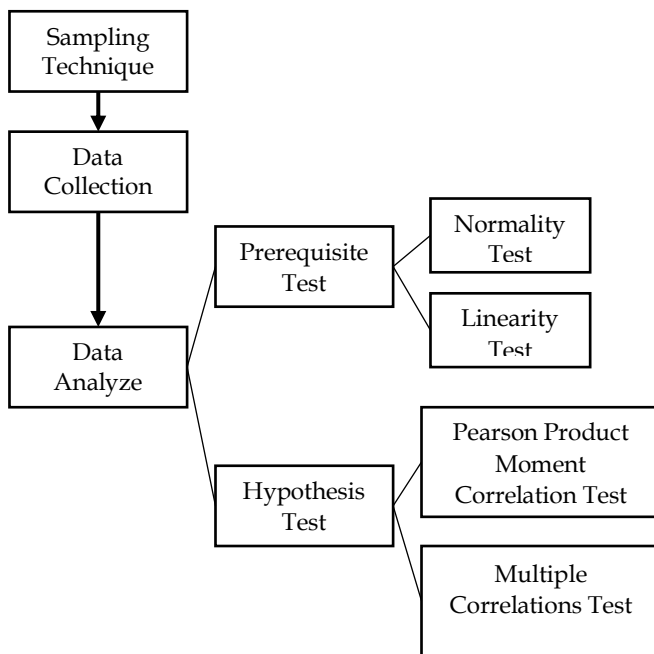 Sampling
Technique
Data
Collection
Normality
Test
Prerequisite
Test
Linearity
Test
Data
Analyze
Pearson Product
Moment
Correlation Test
Hypothesis
Test
Multiple
Correlations Test